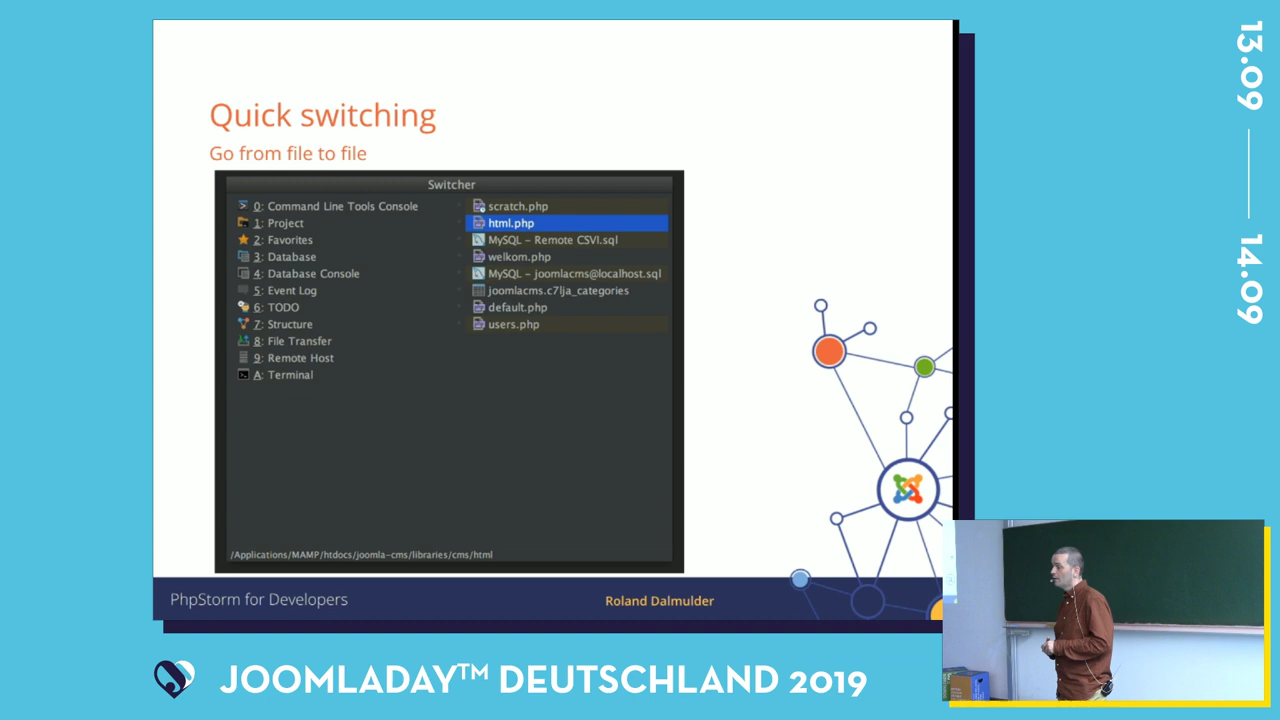 Quick switching
Go from file to file
Switcher
0: Command Line Tools Console
1: Project
2: Favorites
3: Database
4: Database Console
5: Event Log
6: TODO
7: Structure
8: File Transfer
9: Remote Host
A: Terminal
scratch.php
html.php
MySQL – Remote CSVI.sql
welkom.php
MySQL – joomlacms@localhost.sql
joomlacms.c7lja_categories
default.php
users.php
/Applications/MAMP/htdocs/joomla-cms/libraries/cms/html
PhpStorm for Developers
Roland Dalmulder
JOOMLADAY™ DEUTSCHLAND 2019
13.09
14.09